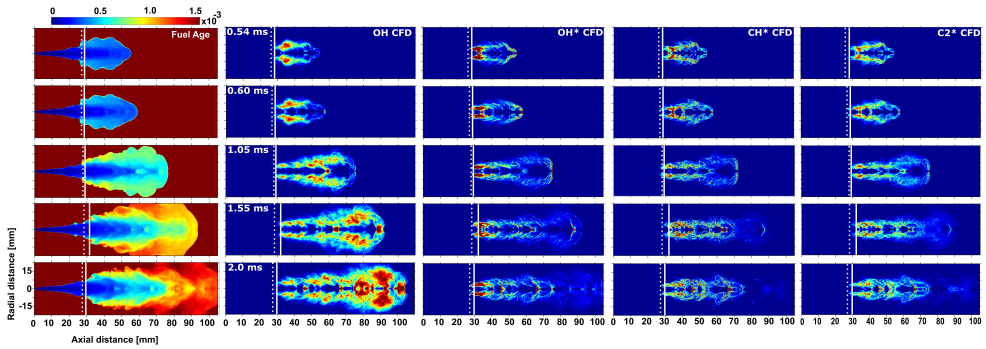 0 0.5 1.0 1.5
x10⁻³
Fuel Age OH CFD OH* CFD CH* CFD C2* CFD
0.54 ms
0.60 ms
1.05 ms
1.55 ms
2.0 ms
Radial distance [mm]
15
0
-15
0 10 20 30 40 50 60 70 80 90 100 0 10 20 30 40 50 60 70 80 90 100 0 10 20 30 40 50 60 70 80 90 100 0 10 20 30 40 50 60 70 80 90 100 0 10 20 30 40 50 60 70 80 90 100
Axial distance [mm]